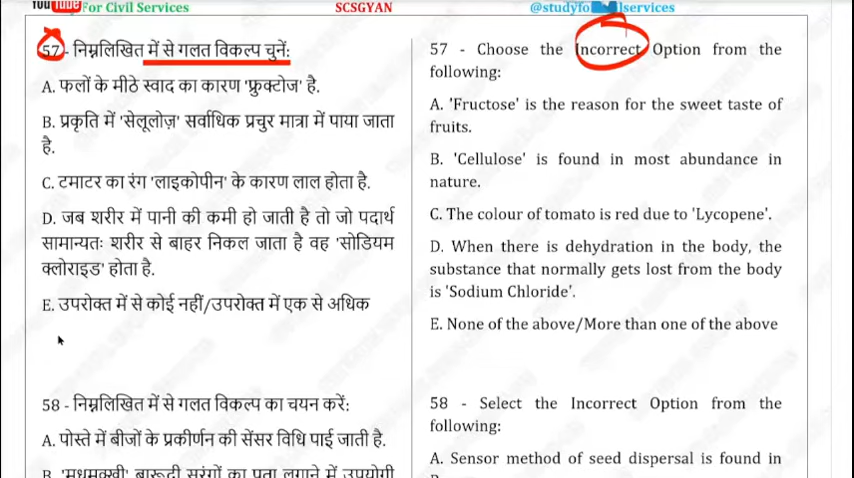 YouTube For Civil Services
SCSGYAN
57 - निम्नलिखित में से गलत विकल्प चुनें:
A. फलों के मीठे स्वाद का कारण 'फ्रुक्टोज' है.
B. प्रकृति में 'सेलूलोज़' सर्वाधिक प्रचुर मात्रा में पाया जाता
है.
C. टमाटर का रंग 'लाइकोपीन' के कारण लाल होता है.
D. जब शरीर में पानी की कमी हो जाती है तो जो पदार्थ
सामान्यतः शरीर से बाहर निकल जाता है वह 'सोडियम
क्लोराइड' होता है.
E. उपरोक्त में से कोई नहीं/उपरोक्त में एक से अधिक
58 - निम्नलिखित में से गलत विकल्प का चयन करें:
A. पोस्ते में बीजों के प्रकीर्णन की सेंसर विधि पाई जाती है.
B. 'मधुमक्खी' बारूदी सुरंगों का पता लगाने में उपयोगी
57 - Choose the Incorrect Option from the
following:
A. 'Fructose' is the reason for the sweet taste of
fruits.
B. 'Cellulose' is found in most abundance in
nature.
C. The colour of tomato is red due to 'Lycopene'.
D. When there is dehydration in the body, the
substance that normally gets lost from the body
is 'Sodium Chloride'.
E. None of the above/More than one of the above
58 - Select the Incorrect Option from the
following:
A. Sensor method of seed dispersal is found in